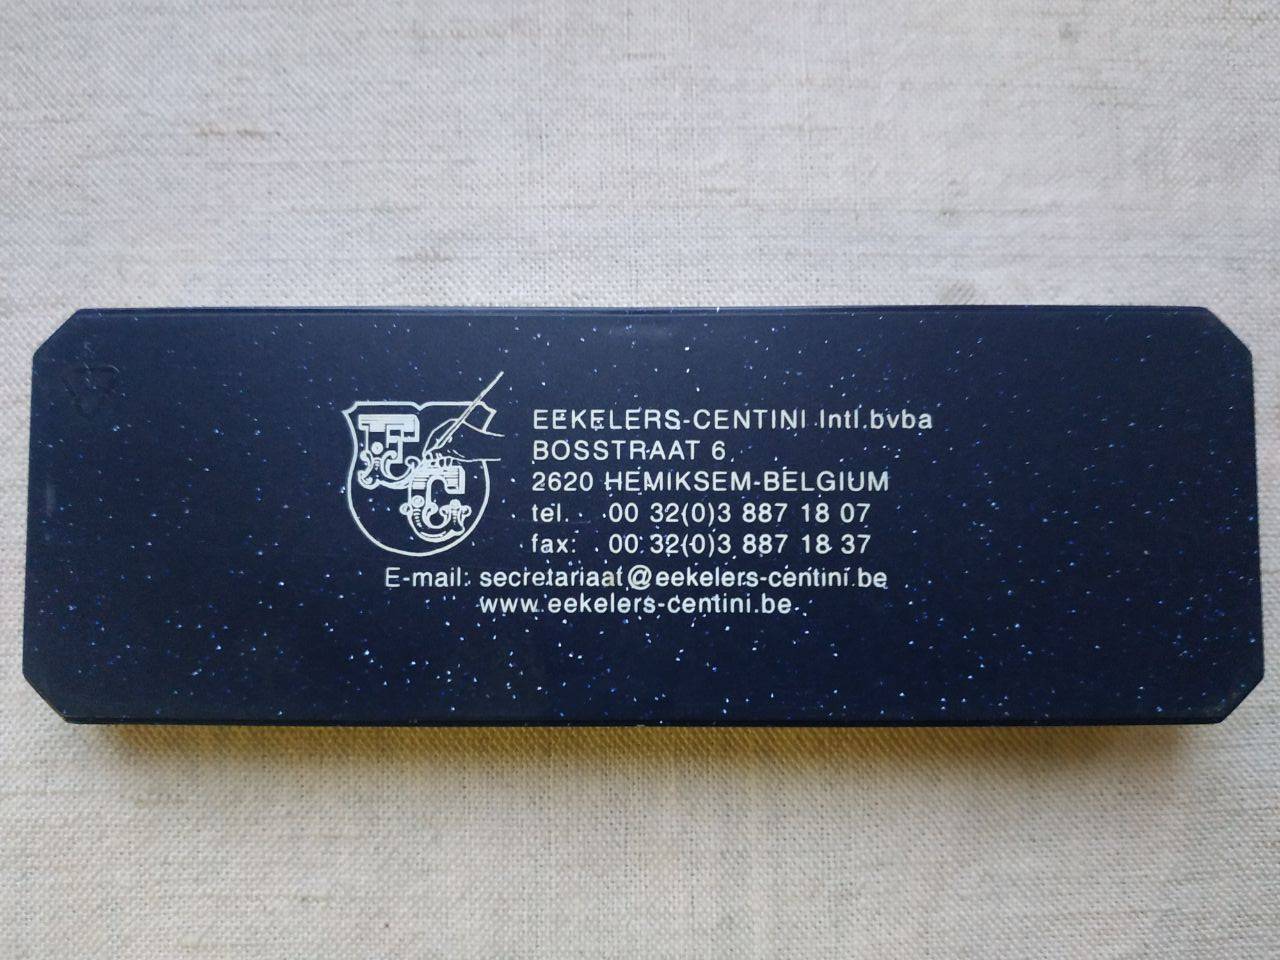 EC
EEKELERS-CENTINI Intl.bvba
BOSSTRAAT 6
2620 HEMIKSEM-BELGIUM
tel. 00 32(0)3 887 18 07
fax: 00 32(0)3 887 18 37
E-mail: secretariaat@eekelers-centini.be
www.eekelers-centini.be